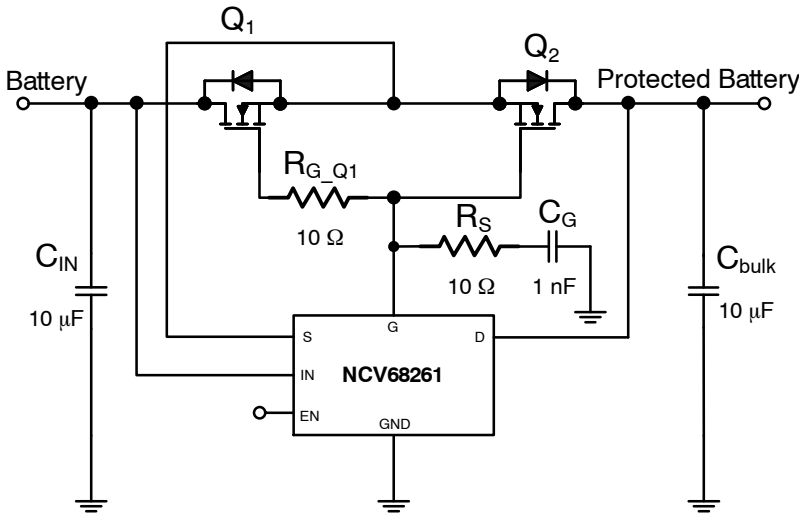 Q1
Q2
Battery
Protected Battery
RG_Q1
10 Ω
RS
10 Ω
CG
1 nF
CIN
10 μF
Cbulk
10 μF
G
S
D
IN
NCV68261
EN
GND